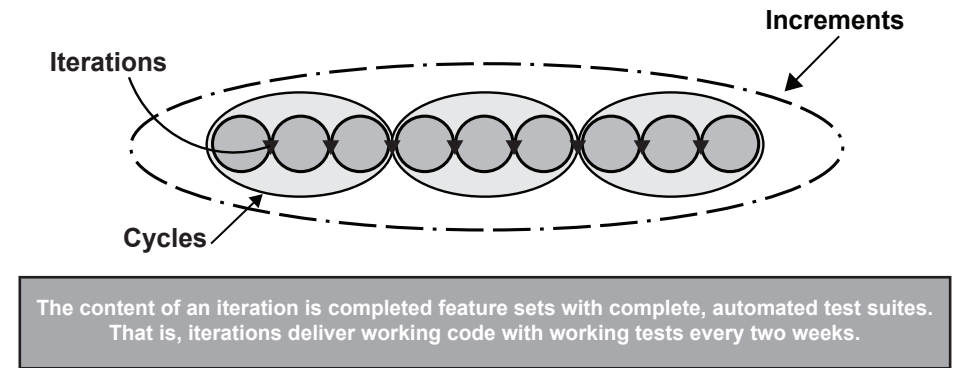 Increments
Iterations
Cycles
The content of an iteration is completed feature sets with complete, automated test suites.
That is, iterations deliver working code with working tests every two weeks.